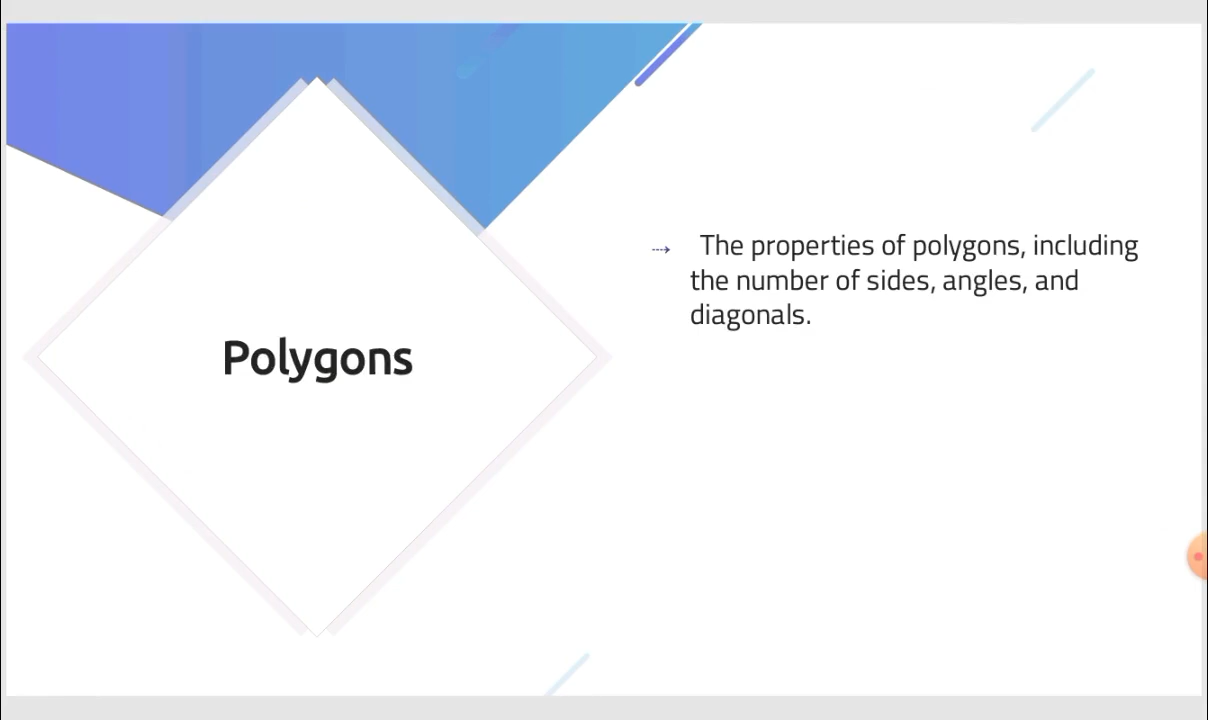 Polygons
The properties of polygons, including
the number of sides, angles, and
diagonals.